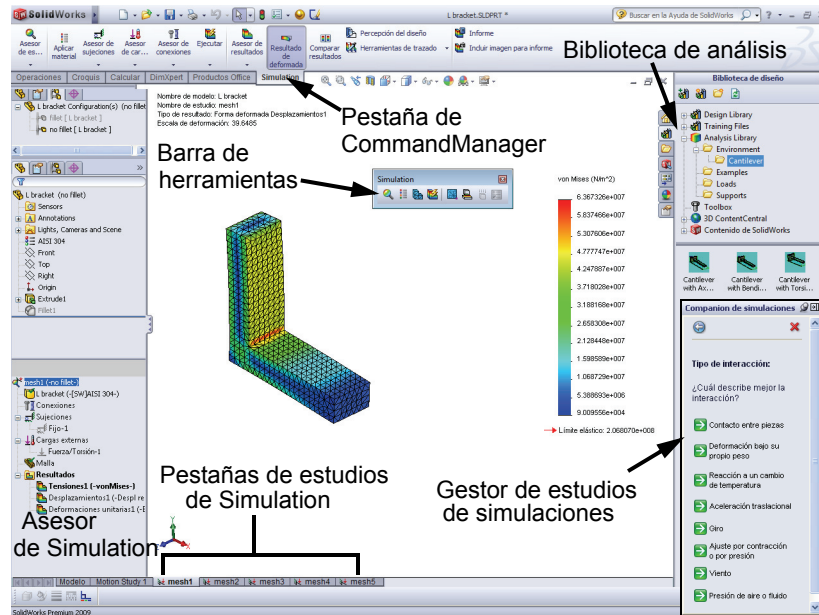 SolidWorks
L bracket.SLDPRT *
Buscar en la Ayuda de SolidWorks
Asesor de es...
Aplicar material
Asesor de sujeciones
Asesor de car...
Asesor de conexiones
Ejecutar
Asesor de resultados
Resultado de deformada
Comparar resultados
Percepción del diseño
Herramientas de trazado
Informe
Incluir imagen para informe
Operaciones
Croquis
Calcular
DimXpert
Productos Office
Simulation
Biblioteca de análisis
Pestaña de
CommandManager
Barra de
herramientas
L bracket Configuration(s) (no fillet
fillet [ L bracket ]
no fillet [ L bracket ]
Nombre de modelo: L bracket
Nombre de estudio: mesh1
Tipo de resultado: Forma deformada Desplazamientos1
Escala de deformación: 39.6485
Simulation
L bracket (no fillet)
Sensors
Annotations
Lights, Cameras and Scene
AISI 304
Front
Top
Right
Origin
Extrude1
Fillet1
von Mises (N/m^2)
6.367326e+007
5.837466e+007
5.307606e+007
4.777747e+007
4.247887e+007
3.718028e+007
3.188168e+007
2.658308e+007
2.128448e+007
1.598589e+007
1.068729e+007
5.388693e+006
9.009556e+004
Límite elástico: 2.068070e+008
Biblioteca de diseño
Design Library
Training Files
Analysis Library
Environment
Cantilever
Examples
Loads
Supports
Toolbox
3D ContentCentral
Contenido de SolidWorks
Cantilever with Ax...
Cantilever with Bendi...
Cantilever with Torsi...
Companion de simulaciones
Tipo de interacción:
¿Cuál describe mejor la
interacción?
Contacto entre piezas
Deformación bajo su
propio peso
Reacción a un cambio
de temperatura
Aceleración traslacional
Giro
Ajuste por contracción
o por presión
Viento
Presión de aire o fluido
mesh1 (-no fillet-)
L bracket (-[SW]AISI 304-)
Conexiones
Sujeciones
Fijo-1
Cargas externas
Fuerza/Torsión-1
Malla
Resultados
Tensiones1 (-vonMises-)
Desplazamientos1 (-Despl re
Deformaciones unitarias1 (-E
Asesor
de Simulation
Pestañas de estudios
de Simulation
Gestor de estudios
de simulaciones
Modelo
Motion Study 1
mesh1
mesh2
mesh3
mesh4
mesh5
SolidWorks Premium 2009